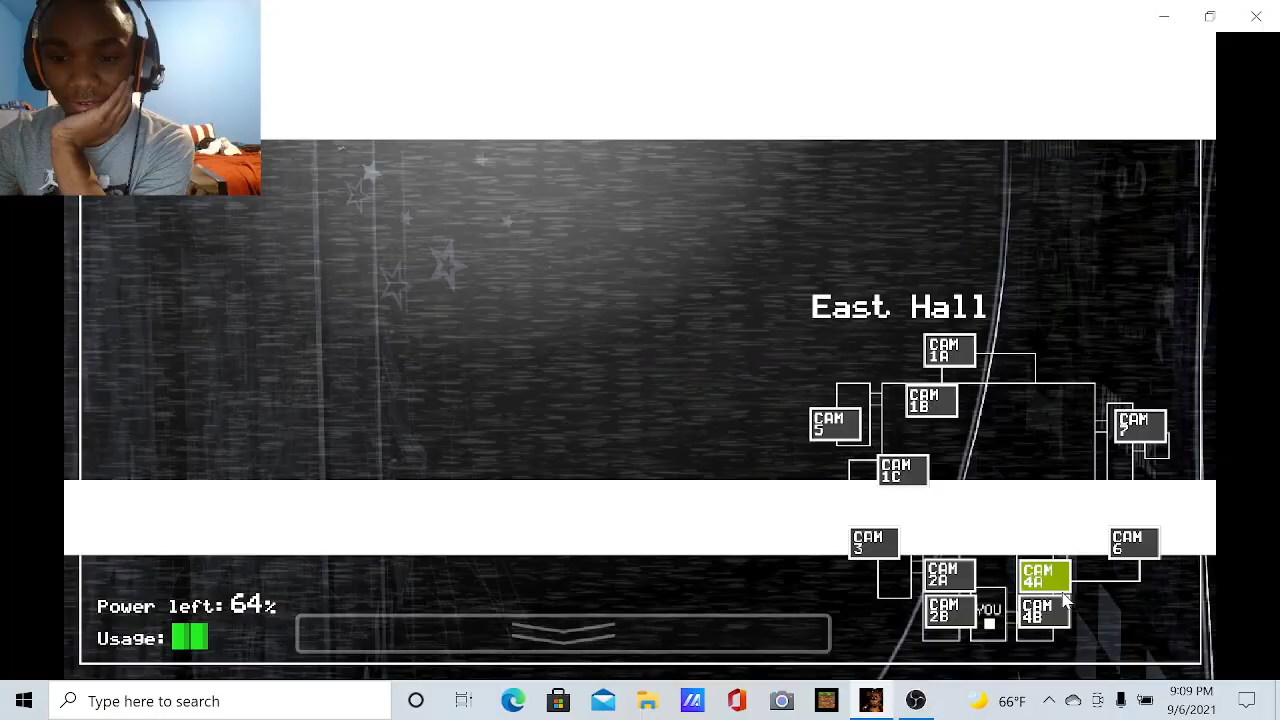 East Hall
CAM
1A
CAM
1B
CAM
5
CAM
7
CAM
1C
CAM
3
CAM
6
CAM
2A
CAM
4A
CAM
2B
YOU
CAM
4B
Power left: 64%
Usage:
Type here to search
66°F
9:09 PM
9/6/2021